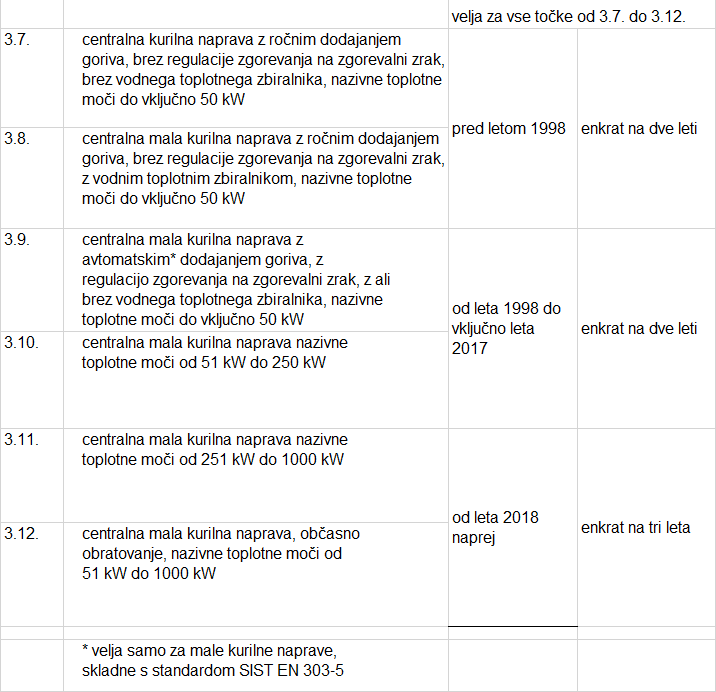 velja za vse točke od 3.7. do 3.12.
3.7.
centralna kurilna naprava z ročnim dodajanjem
goriva, brez regulacije zgorevanja na zgorevalni zrak,
brez vodnega toplotnega zbiralnika, nazivne toplotne
moči do vključno 50 kW
pred letom 1998
enkrat na dve leti
3.8.
centralna mala kurilna naprava z ročnim dodajanjem
goriva, brez regulacije zgorevanja na zgorevalni zrak,
z vodnim toplotnim zbiralnikom, nazivne toplotne
moči do vključno 50 kW
3.9.
centralna mala kurilna naprava z
avtomatskim* dodajanjem goriva, z
regulacijo zgorevanja na zgorevalni zrak, z ali
brez vodnega toplotnega zbiralnika, nazivne
toplotne moči do vključno 50 kW
od leta 1998 do
vključno leta
2017
enkrat na dve leti
3.10.
centralna mala kurilna naprava nazivne
toplotne moči od 51 kW do 250 kW
3.11.
centralna mala kurilna naprava nazivne
toplotne moči od 251 kW do 1000 kW
od leta 2018
naprej
enkrat na tri leta
3.12.
centralna mala kurilna naprava, občasno
obratovanje, nazivne toplotne moči od
51 kW do 1000 kW
* velja samo za male kurilne naprave,
skladne s standardom SIST EN 303-5